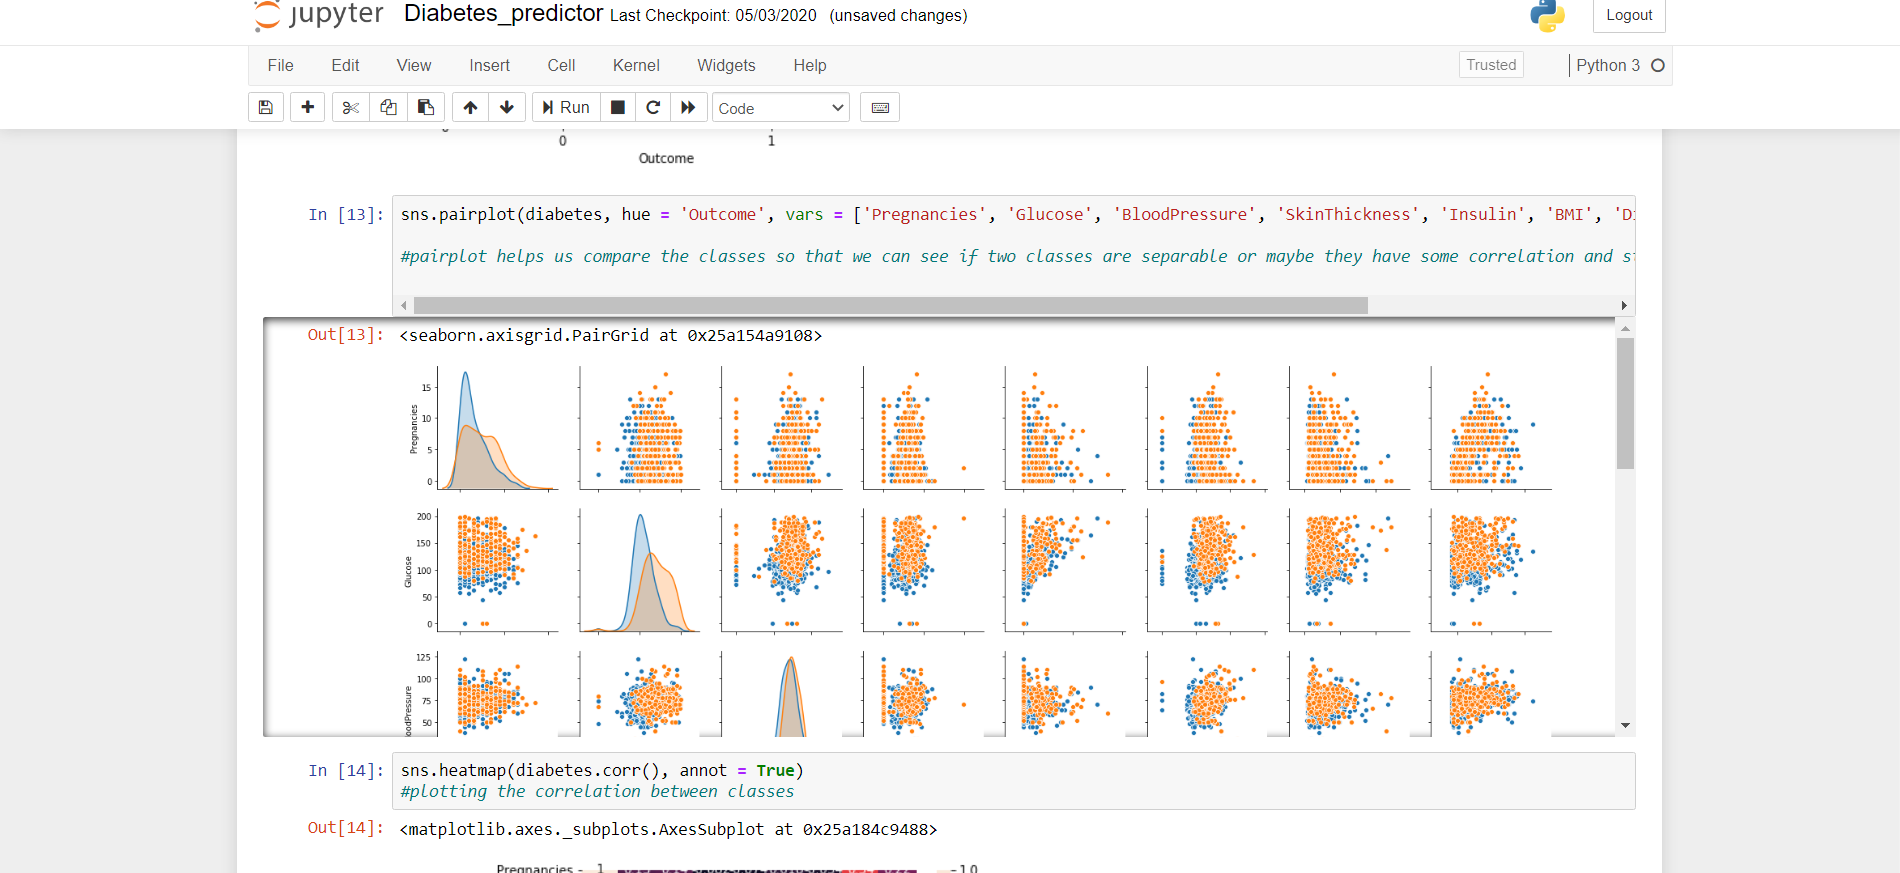 jupyter Diabetes_predictor Last Checkpoint: 05/03/2020 (unsaved changes) Logout
File Edit View Insert Cell Kernel Widgets Help Trusted Python 3
Run Code
0 1
Outcome
In [13]: sns.pairplot(diabetes, hue = 'Outcome', vars = ['Pregnancies', 'Glucose', 'BloodPressure', 'SkinThickness', 'Insulin', 'BMI',
#pairplot helps us compare the classes so that we can see if two classes are separable or maybe they have some correlation and
Out[13]: <seaborn.axisgrid.PairGrid at 0x25a154a9108>
15
10
5
0
Pregnancies
200
150
100
50
0
Glucose
125
100
75
50
oodPressure
In [14]: sns.heatmap(diabetes.corr(), annot = True)
#plotting the correlation between classes
Out[14]: <matplotlib.axes._subplots.AxesSubplot at 0x25a184c9488>
Pregnancies - 1 - 1.0